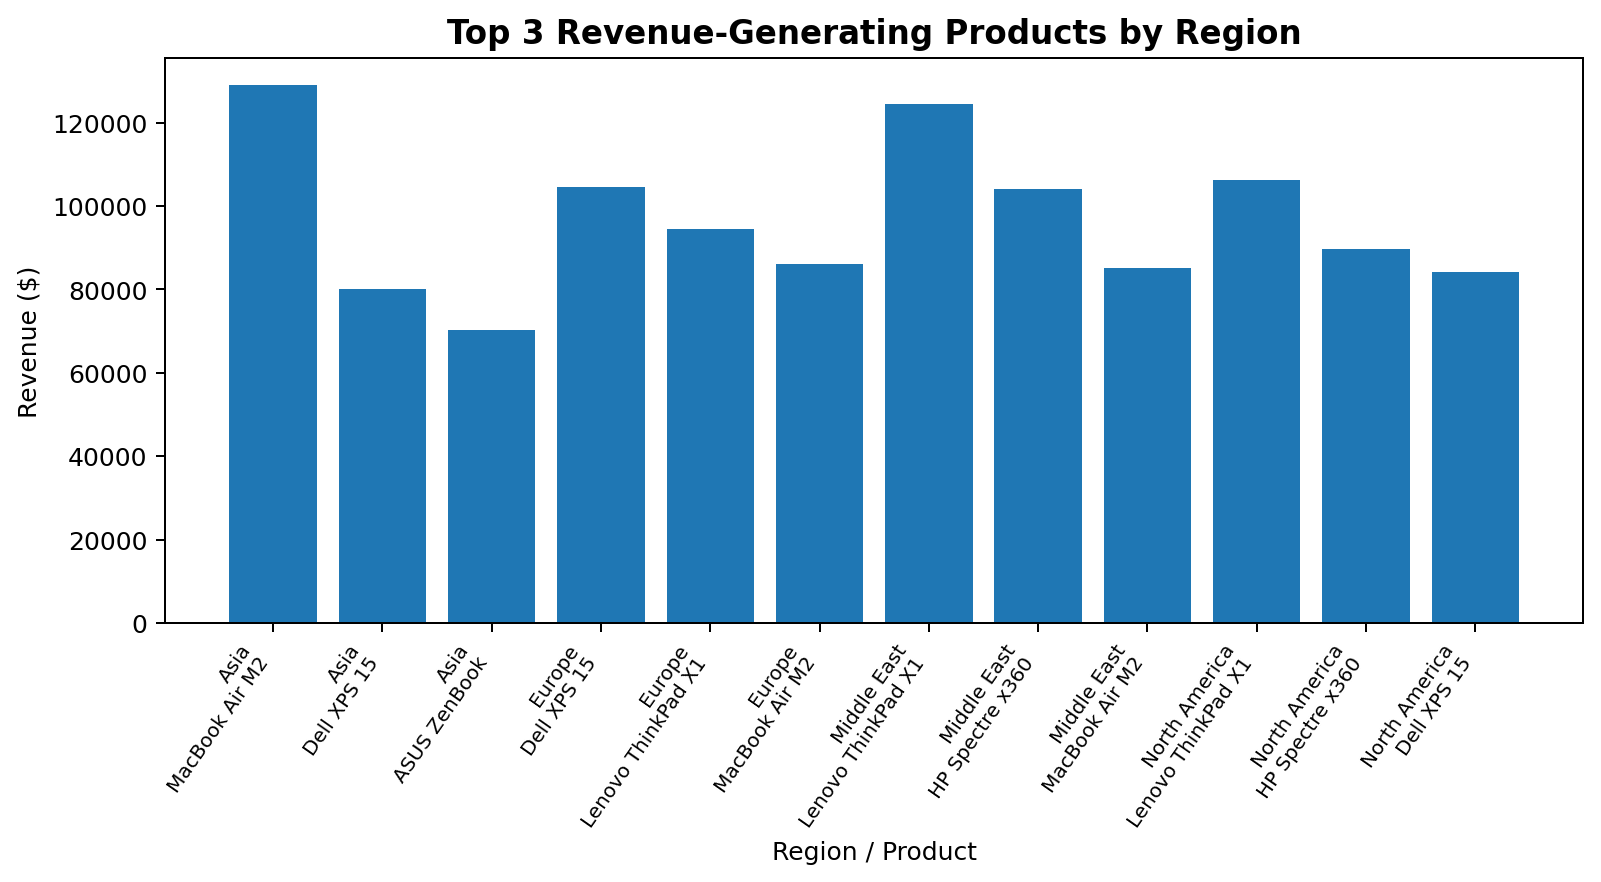 Top 3 Revenue-Generating Products by Region
Revenue ($)
120000
100000
80000
60000
40000
20000
0
Asia
MacBook Air M2
Asia
Dell XPS 15
Asia
ASUS ZenBook
Europe
Dell XPS 15
Europe
Lenovo ThinkPad X1
Europe
MacBook Air M2
Middle East
Lenovo ThinkPad X1
Middle East
HP Spectre x360
Middle East
MacBook Air M2
North America
Lenovo ThinkPad X1
North America
HP Spectre x360
North America
Dell XPS 15
Region / Product